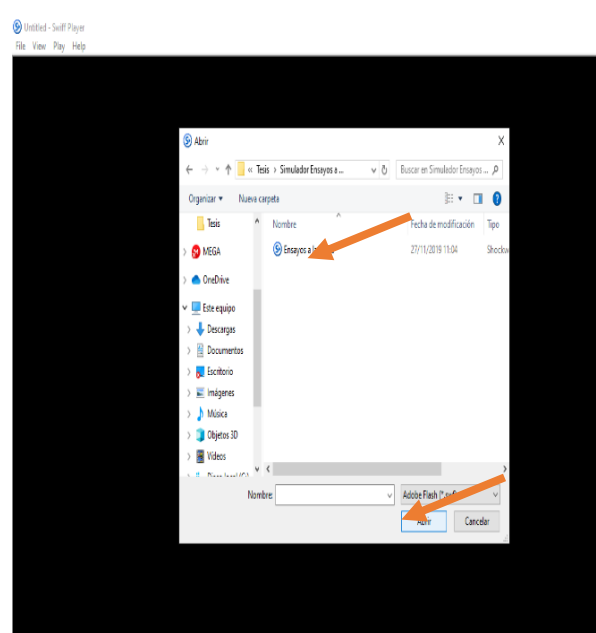 Untitled - Swiff Player
File View Play Help
Abrir
« Tesis › Simulador Ensayos a ...
Buscar en Simulador Ensayos ...
Organizar
Nueva carpeta
Nombre
Fecha de modificación
Tipo
Tesis
Ensayos a
27/11/2019 11:04
Shockw
MEGA
OneDrive
Este equipo
Descargas
Documentos
Escritorio
Imágenes
Música
Objetos 3D
Vídeos
Nombre:
Adobe Flash
Abrir
Cancelar